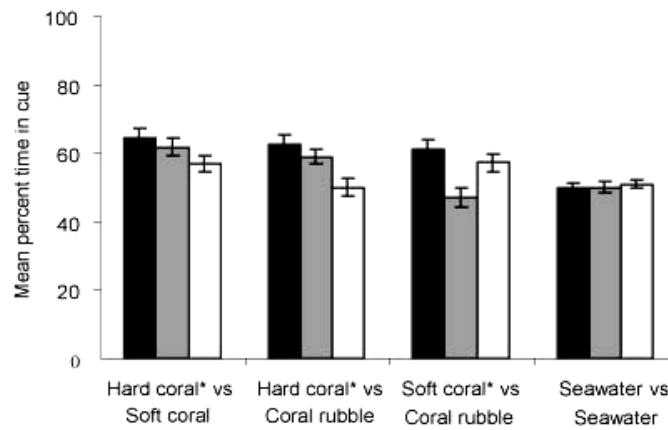 100
80
60
40
20
0
Mean percent time in cue
Hard coral* vs
Soft coral
Hard coral* vs
Coral rubble
Soft coral* vs
Coral rubble
Seawater vs
Seawater